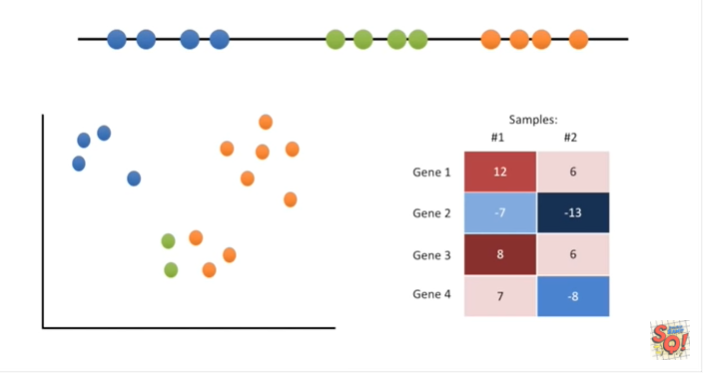 Samples:
#1 #2
Gene 1 12 6
Gene 2 -7 -13
Gene 3 8 6
Gene 4 7 -8
SO!